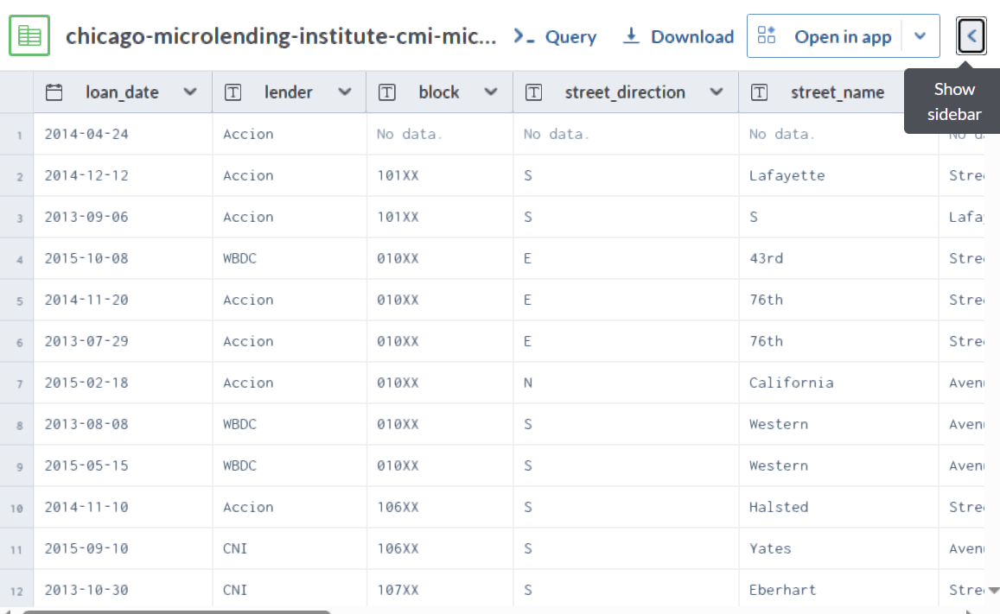 chicago-microlending-institute-cmi-mic... Query Download Open in app
Show sidebar
loan_date lender block street_direction street_name
1 2014-04-24 Accion No data. No data. No data. No da
2 2014-12-12 Accion 101XX S Lafayette Stre
3 2013-09-06 Accion 101XX S S Lafa
4 2015-10-08 WBDC 010XX E 43rd Stre
5 2014-11-20 Accion 010XX E 76th Stre
6 2013-07-29 Accion 010XX E 76th Stre
7 2015-02-18 Accion 010XX N California Aven
8 2013-08-08 WBDC 010XX S Western Aven
9 2015-05-15 WBDC 010XX S Western Aven
10 2014-11-10 Accion 106XX S Halsted Stre
11 2015-09-10 CNI 106XX S Yates Aven
12 2013-10-30 CNI 107XX S Eberhart Stre